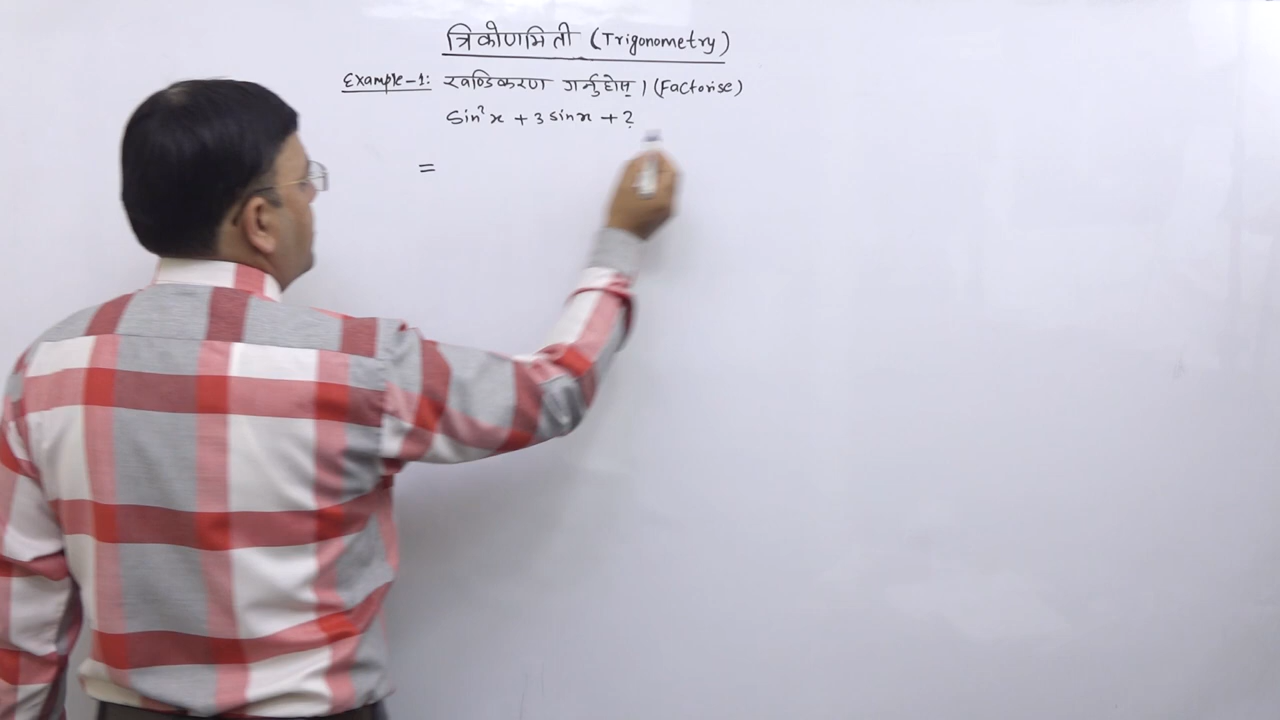 त्रिकोणमिती (Trigonometry)
Example-1: खण्डिकरण गर्नुहोस् । (Factorise)
Sin²x + 3 sinx + 2
=